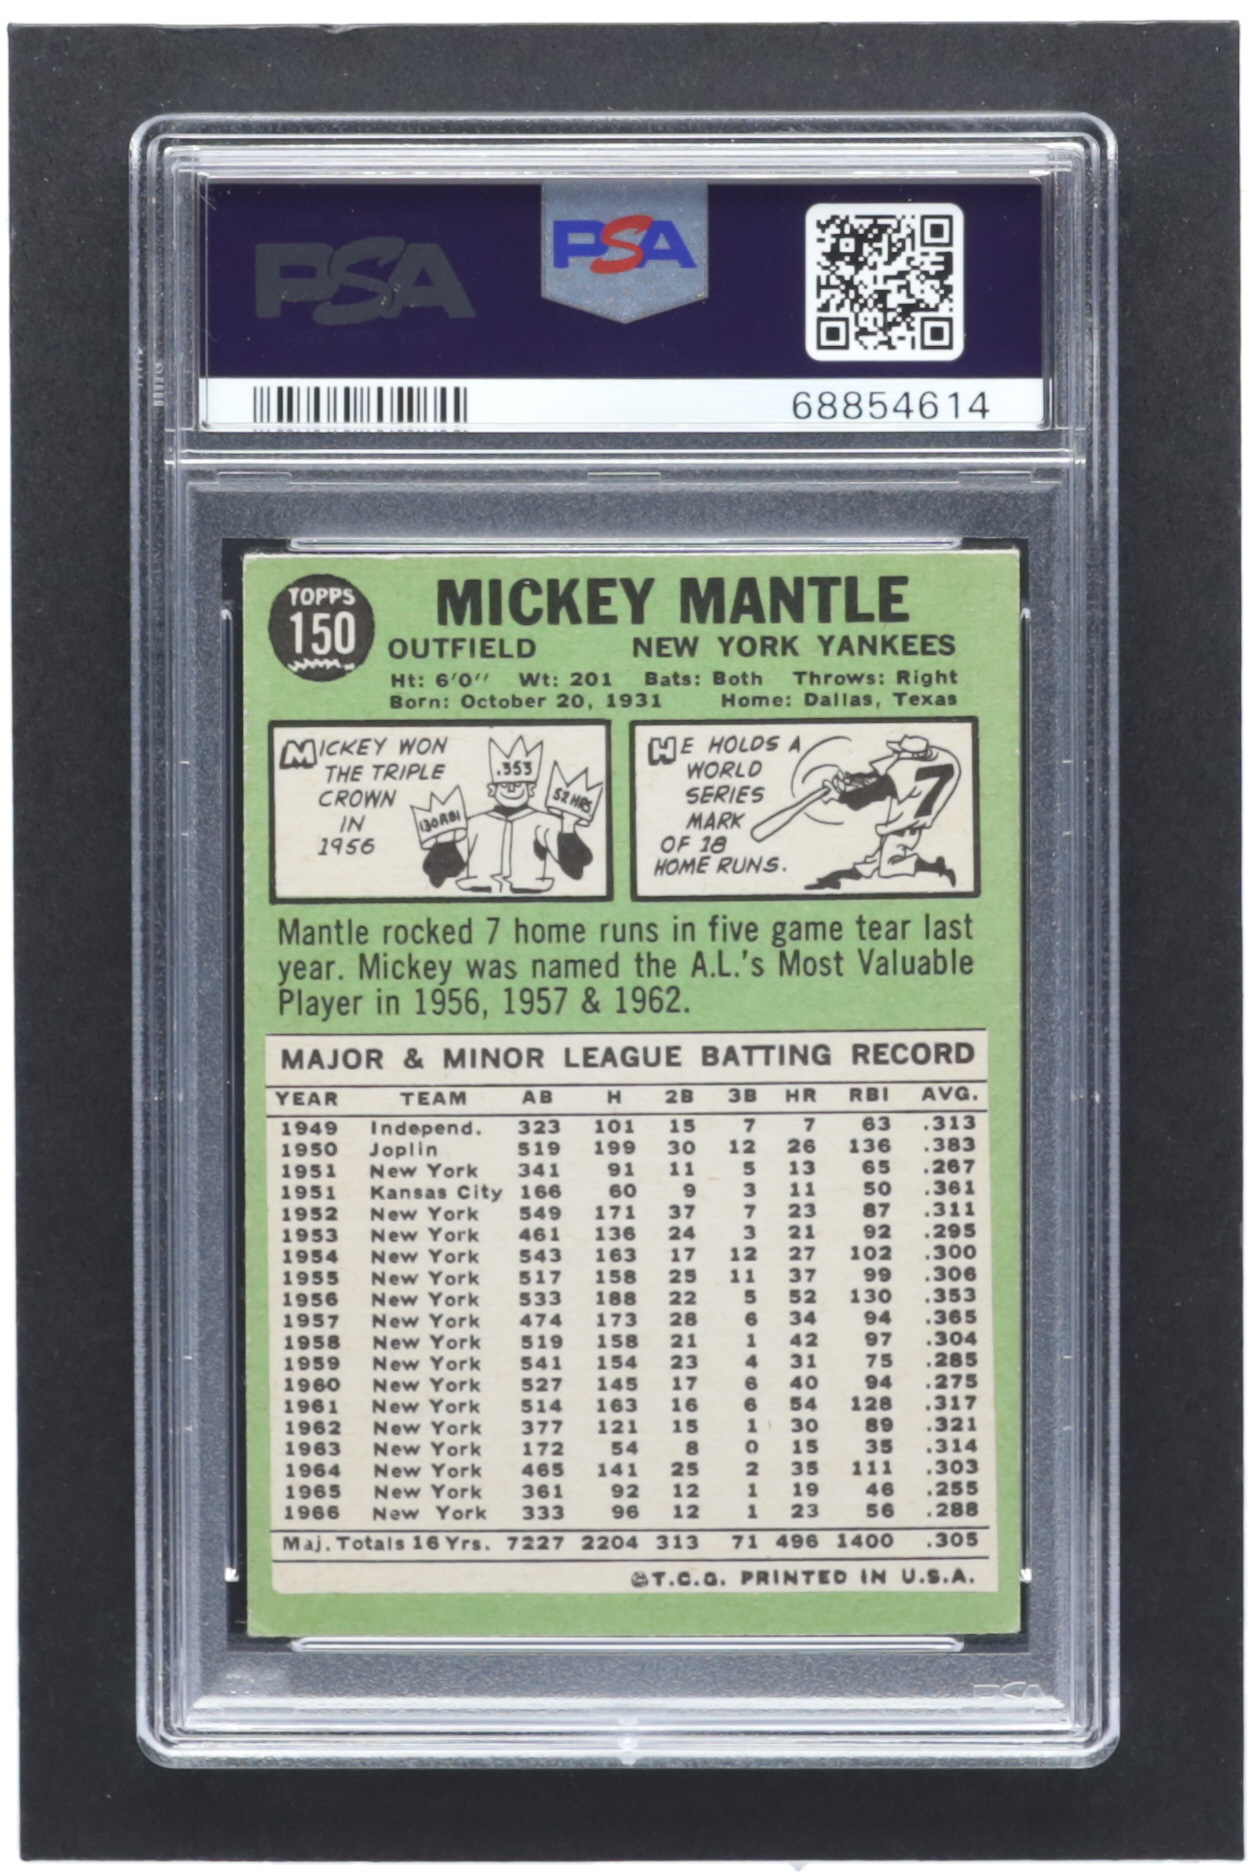 PSA
PSA
68854614
TOPPS
150
MICKEY MANTLE
OUTFIELD NEW YORK YANKEES
Ht: 6'0'' Wt: 201 Bats: Both Throws: Right
Born: October 20, 1931 Home: Dallas, Texas
MICKEY WON
THE TRIPLE
CROWN
IN
1956
.353
130 RBI
52 HRS
HE HOLDS A
WORLD
SERIES
MARK
OF 18
HOME RUNS.
7
Mantle rocked 7 home runs in five game tear last
year. Mickey was named the A.L.'s Most Valuable
Player in 1956, 1957 & 1962.
MAJOR & MINOR LEAGUE BATTING RECORD
YEAR TEAM AB H 2B 3B HR RBI AVG.
1949 Independ. 323 101 15 7 7 63 .313
1950 Joplin 519 199 30 12 26 136 .383
1951 New York 341 91 11 5 13 65 .267
1951 Kansas City 166 60 9 3 11 50 .361
1952 New York 549 171 37 7 23 87 .311
1953 New York 461 136 24 3 21 92 .295
1954 New York 543 163 17 12 27 102 .300
1955 New York 517 158 25 11 37 99 .306
1956 New York 533 188 22 5 52 130 .353
1957 New York 474 173 28 6 34 94 .365
1958 New York 519 158 21 1 42 97 .304
1959 New York 541 154 23 4 31 75 .285
1960 New York 527 145 17 6 40 94 .275
1961 New York 514 163 16 6 54 128 .317
1962 New York 377 121 15 1 30 89 .321
1963 New York 172 54 8 0 15 35 .314
1964 New York 465 141 25 2 35 111 .303
1965 New York 361 92 12 1 19 46 .255
1966 New York 333 96 12 1 23 56 .288
Maj. Totals 16 Yrs. 7227 2204 313 71 496 1400 .305
©T.C.G. PRINTED IN U.S.A.
PSA